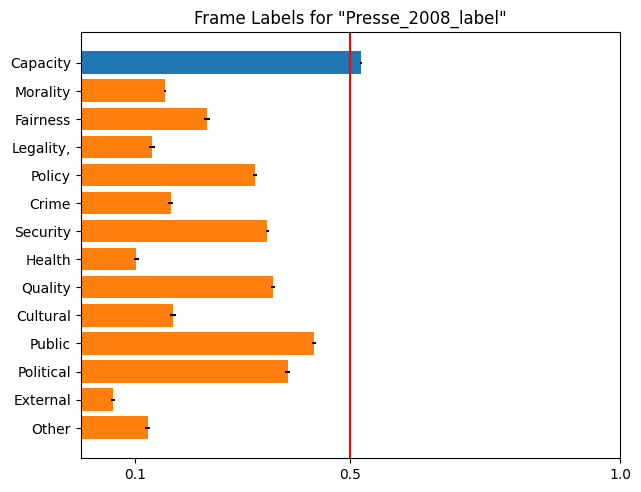 Frame Labels for "Presse_2008_label"
Capacity
Morality
Fairness
Legality,
Policy
Crime
Security
Health
Quality
Cultural
Public
Political
External
Other
0.1 0.5 1.0